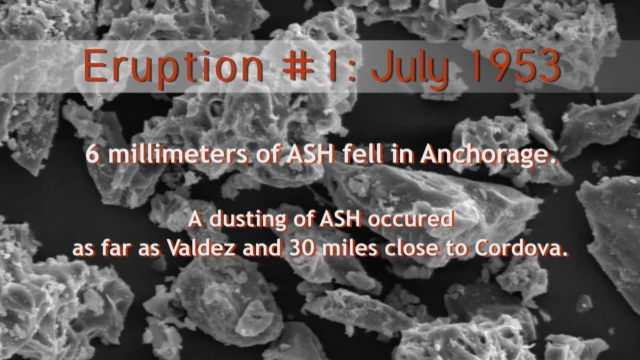 Eruption #1: July 1953
6 millimeters of ASH fell in Anchorage.
A dusting of ASH occured
as far as Valdez and 30 miles close to Cordova.